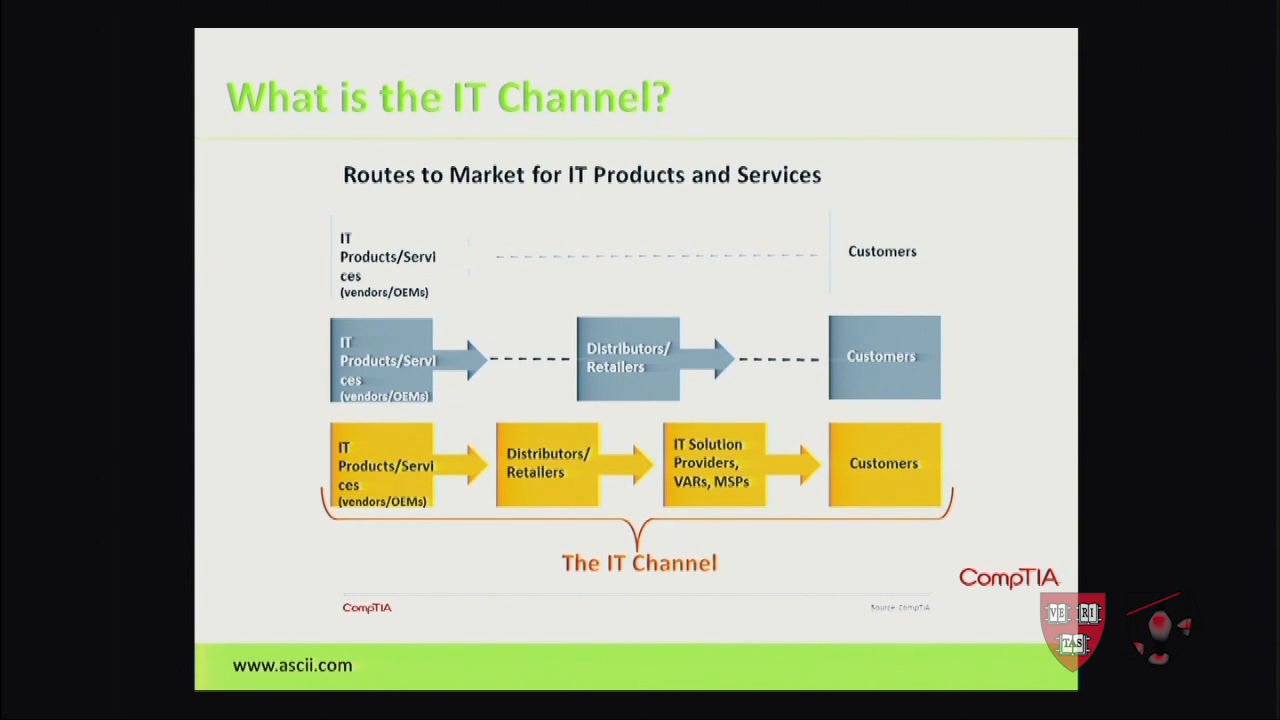 What is the IT Channel?
Routes to Market for IT Products and Services
IT
Products/Servi
ces
(vendors/OEMs)
Customers
IT
Products/Servi
ces
(vendors/OEMs)
Distributors/
Retailers
Customers
IT
Products/Servi
ces
(vendors/OEMs)
Distributors/
Retailers
IT Solution
Providers,
VARs, MSPs
Customers
The IT Channel
CompTIA
CompTIA
Source: CompTIA
VE RI
TAS
www.ascii.com